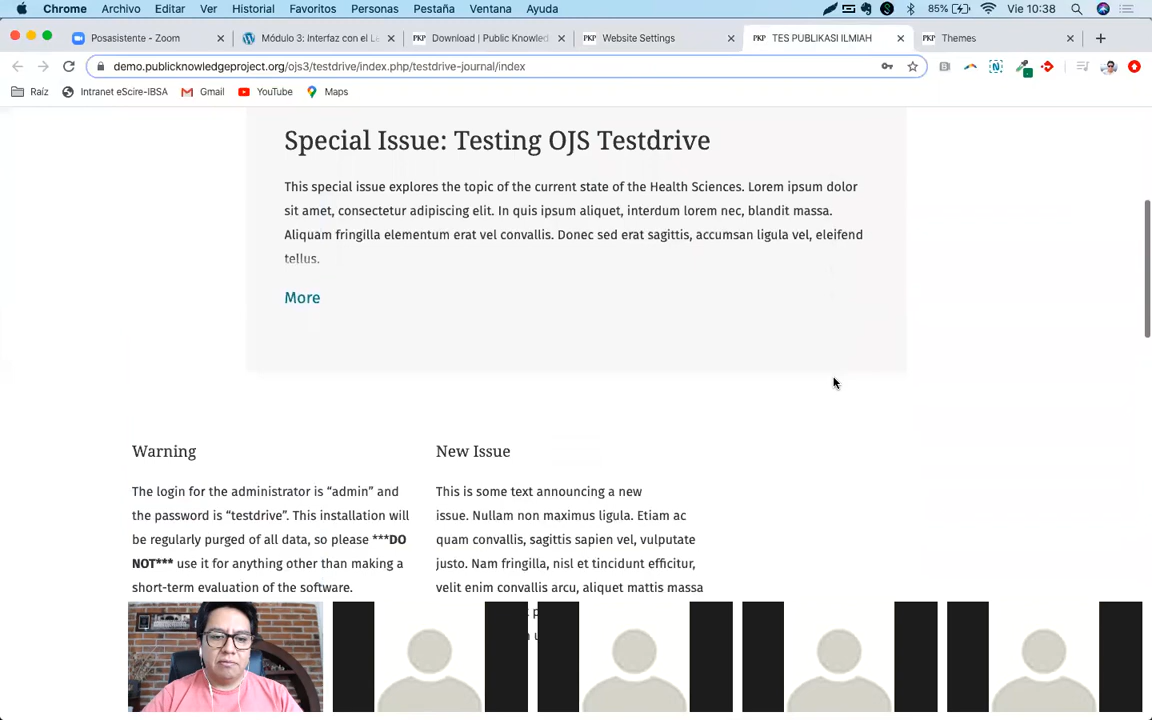 Chrome Archivo Editar Ver Historial Favoritos Personas Pestaña Ventana Ayuda 85% Vie 10:38
Posasistente - Zoom Módulo 3: interfaz con el Le Download | Public Knowled Website Settings TES PUBLIKASI ILMIAH Themes
demo.publicknowledgeproject.org/ojs3/testdrive/index.php/testdrive-journal/index
Raíz Intranet eScire-IBSA Gmail YouTube Maps
Special Issue: Testing OJS Testdrive
This special issue explores the topic of the current state of the Health Sciences. Lorem ipsum dolor
sit amet, consectetur adipiscing elit. In quis ipsum aliquet, interdum lorem nec, blandit massa.
Aliquam fringilla elementum erat vel convallis. Donec sed erat sagittis, accumsan ligula vel, eleifend
tellus.
More
Warning
The login for the administrator is “admin” and
the password is “testdrive”. This installation will
be regularly purged of all data, so please ***DO
NOT*** use it for anything other than making a
short-term evaluation of the software.
New Issue
This is some text announcing a new
issue. Nullam non maximus ligula. Etiam ac
quam convallis, sagittis sapien vel, vulputate
justo. Nam fringilla, nisl et tincidunt efficitur,
velit enim convallis arcu, aliquet mattis massa